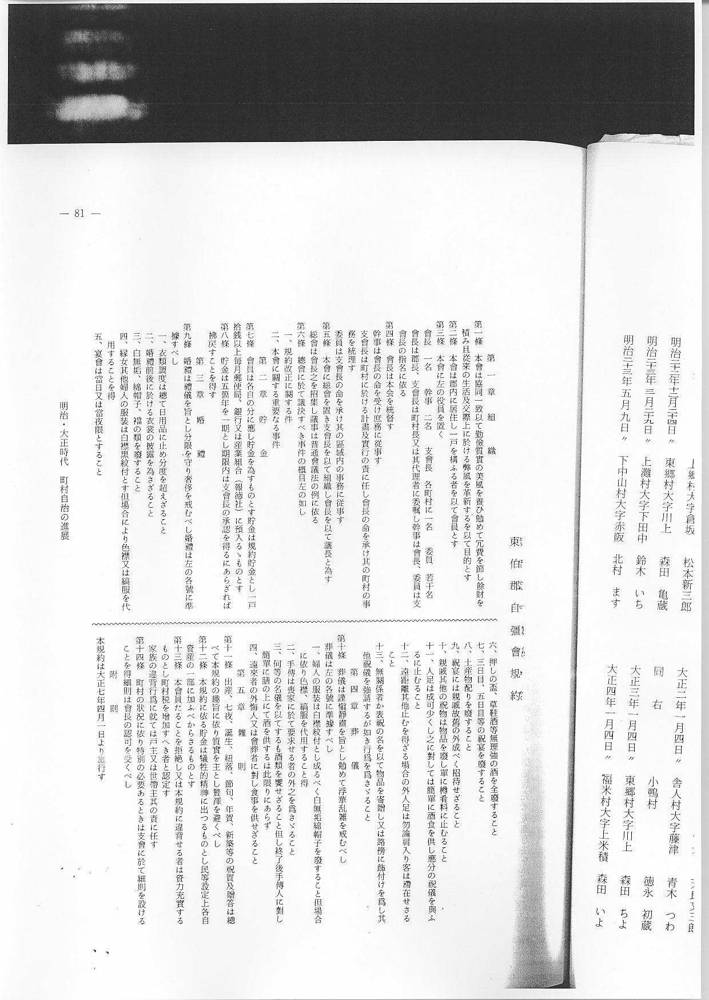 明治二十二年十二月二十四日〃 東郷村大字川上 森田 亀蔵
明治二十三年三月二十九日〃 上灘村大字下田中 鈴木 いち
明治二十三年五月九日〃 下中山村大字赤阪 北村 ます
松本新三郎
大正二年一月四日〃 舎人村大字藤津 青木 つわ
同 右 小鴨村 徳永 初蔵
大正三年一月四日〃 東郷村大字川上 森田 ちよ
大正四年一月四日〃 福米村大字上米積 森田 いよ
東伯郡自彊會規約
第一章 組織
第一條 本會は協同一致以て勤儉質實の美風を養ひ勉めて冗費を節し餘財を
積み且從来の生活及交際上に於ける弊風を革新するを以て目的とす
第二條 本會は郡内に居住し一戸を構ふる者を以て會員とす
第三條 本會に左の役員を置く
會長 一名 幹事 二名 支會長 各町村に一名 委員 若干名
會長は郡長、支會長は町村長又は其代理者に委嘱し幹事は會長、委員は支
會長の指名に依る
第四條 會長は本会を統督す
幹事は會長の命を受け庶務に從事す
支會長は町村に於ける計畫及實行の責に任し會長の命を承け其の町村の事
務を統理す
委員は支會長の命を承け其の區域内の事務に従事す
第五條 本會に総會を置き支會長を以て組織し會長を以て議長と為す
総會は會長之を招集し議事は普通會議法の例に依る
第六條 總會に於て議決すべき事件の概目左の如し
一、規約改正に關する件
二、本會に關する重要なる事件
第二章 貯金
第七條 會員は各自の分に應し貯金を為すものとす貯金は規約貯金とし一戸
拾銭以上毎月郵便局、銀行又は産業組合（報徳社）に預入るゝものとす
第八條 貯金は五箇年を一期とし期限内は支會長の承認を得るにあらざれば
拂戻すことを得す
第三章 婚禮
第九條 婚禮は禮儀を旨とし分限を守り奢侈を戒むべし婚禮は左の各號に準
據すべし
一、衣類調度は總て日用品に止め分度を超えざること
二、婚禮前後に於ける衣裳の披露を為さざること
三、白無垢、綿帽子、襠の類を廢すること
四、縁女其他婦人の服装は白襟黒紋付とす但場合により色襟又は縞服を代
用することを得
五、宴會は當日又は當夜限とすること
六、押しの盃、草鞋酒等無理強の酒を全廢すること
七、三日目、五日目等の祝宴を廢すること
八、土産物配りを廢すること
九、祝宴には親戚故舊の外成べく招待せざること
十、親戚其他の祝物は物品を廢し單に樽肴料に止むること
十一、人足は成可少くし之に對しては簡單に酒食を供し應分の祝儀を與ふ
るに止むること
十二、遠距離其他止むを得ざる場合の外人足は勿論肩入り客は滞在せさる
こと
十三、無關係者か表祝の名を以て物品を寄贈し又は路傍に飾付けを爲し其
他祝儀を強請するが如き行爲を爲さゞること
第四章 葬儀
第十條 葬儀は謹愼靜肅を旨とし勉めて浮華乱雑を戒むべし
葬儀は左の各號に準據すべし
一、婦人の服装は白襟紋付とし成るべく白無垢綿帽子を廢すること但場合
に依り色襟、縞服を代用すること得
二、手傳は喪家に於て要求せる者の外之を爲さゞること
三、何等の名儀を以てするも酒類を饗せざること但し終了後手傳人に對し
簡單に膳の上にて酒を供するは此限りにあらず
四、遠來者の外悔人又は會葬者に對し食事を供せざること
第五章 雜則
第十一條 出産、七夜、誕生、紐落、節句、年賀、新築等の祝賀及贈答は總
べて本規約の趣旨に依り質實を主とし贅澤を避くべし
第十二條 本規約に依る貯金は犠牲的精神に出つるものとし民等設定上各自
資産の一部に加ふべからさるものとす
第十三條 本會員たることを拒絶し又は本規約に違背せる者は資力充實する
ものとし町村税を増加すへき者と認定す
家族の違背行爲に就ては戸主又は世帶主其の責に任す
第十四條 町村の狀況に依り特別の必要あるときは支會に於て細則を設ける
ことを得細則は會長の認可を受くべし
附則
本規約は大正七年四月一日より施行す
明治・大正時代 町村自治の進展
— 81 —